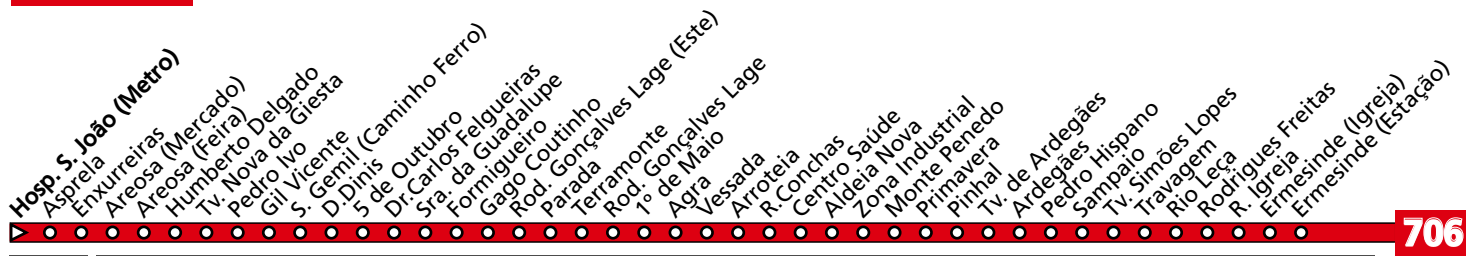 Hosp. S. João (Metro)
Asprela
Enxurreiras
Areosa (Mercado)
Areosa (Feira)
Humberto Delgado
Tv. Nova da Giesta
Pedro Ivo
Gil Vicente
S. Gemil (Caminho Ferro)
D.Dinis
5 de Outubro
Dr.Carlos Felgueiras
Sra. da Guadalupe
Formigueiro
Gago Coutinho
Rod. Gonçalves Lage (Este)
Parada
Terramonte
Rod. Gonçalves Lage
1º de Maio
Agra
Vessada
Arroteia
R.Conchas
Centro Saúde
Aldeia Nova
Zona Industrial
Monte Penedo
Primavera
Pinhal
Tv. de Ardegães
Ardegães
Pedro Hispano
Sampaio
Tv. Simões Lopes
Travagem
Rio Leça
Rodrigues Freitas
R. Igreja
Ermesinde (Igreja)
Ermesinde (Estação)
706